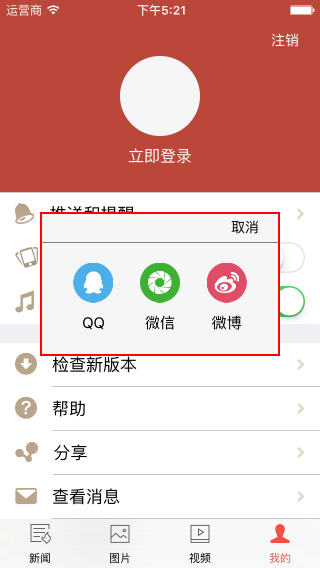 运营商 下午5:21
注销
立即登录
推送和提醒
取消
QQ 微信 微博
检查新版本
帮助
分享
查看消息
新闻 图片 视频 我的